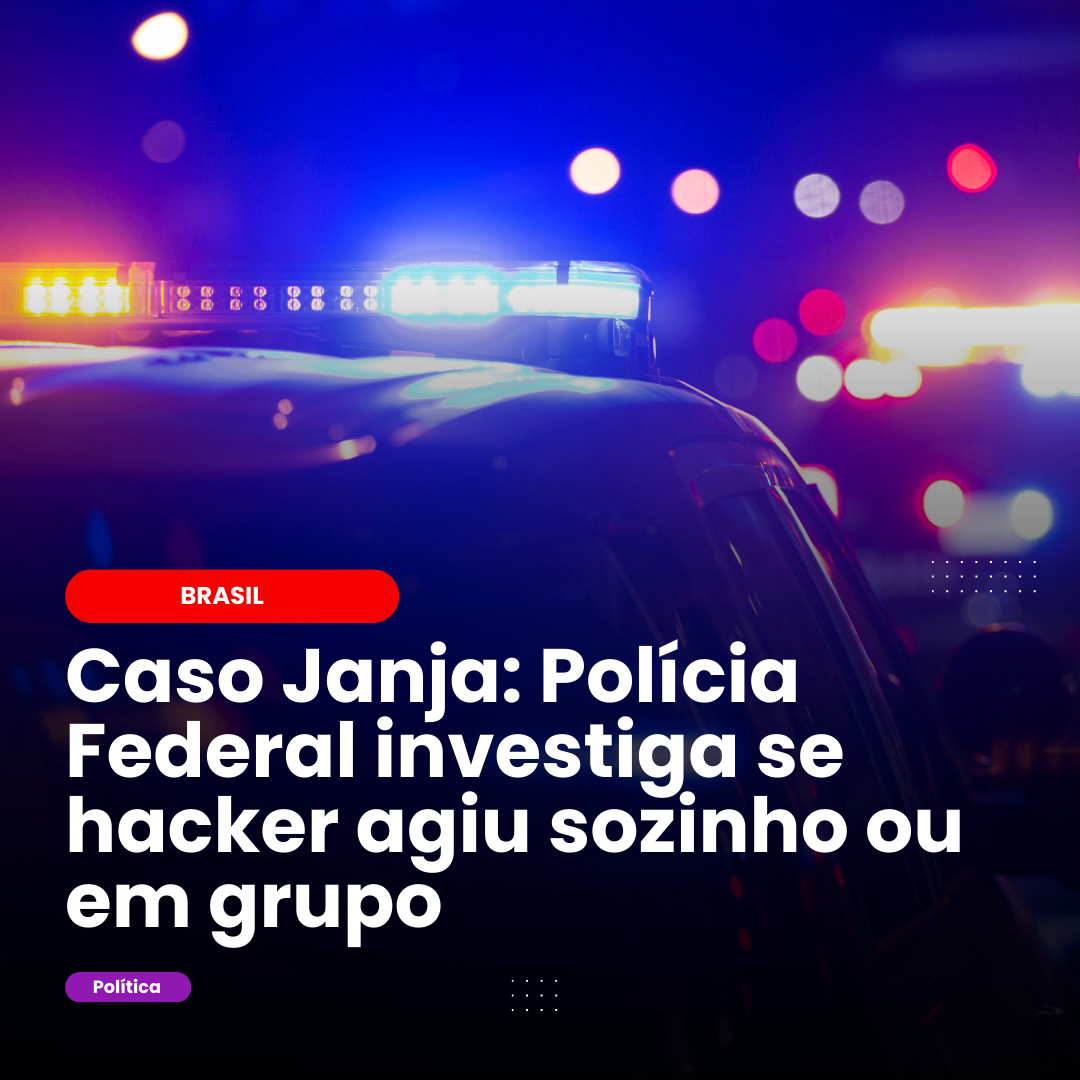 BRASIL
Caso Janja: Polícia
Federal investiga se
hacker agiu sozinho ou
em grupo
Política